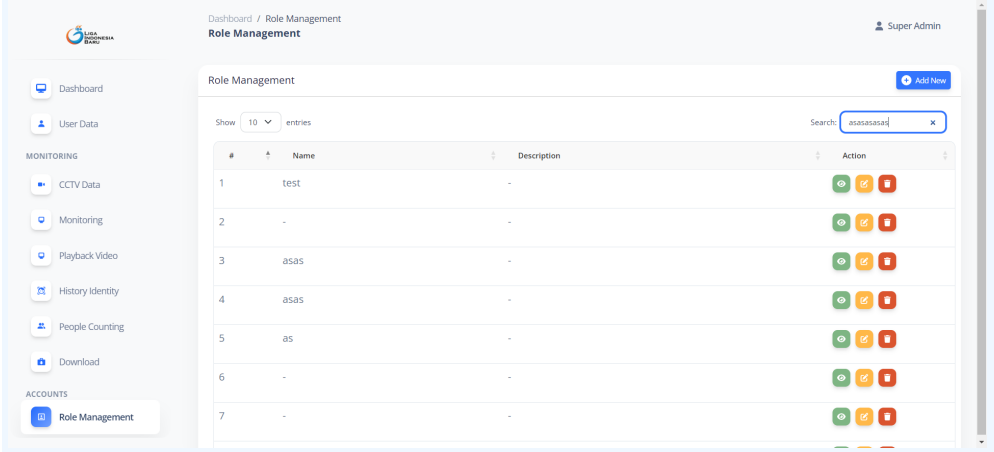 LIGA
INDONESIA
BARU
Dashboard / Role Management
Role Management
Super Admin
Dashboard
User Data
MONITORING
CCTV Data
Monitoring
Playback Video
History Identity
People Counting
Download
ACCOUNTS
Role Management
Role Management
Add New
Show 10 entries
Search: asasasasas ×
# Name Description Action
1 test -
2 - -
3 asas -
4 asas -
5 as -
6 - -
7 - -